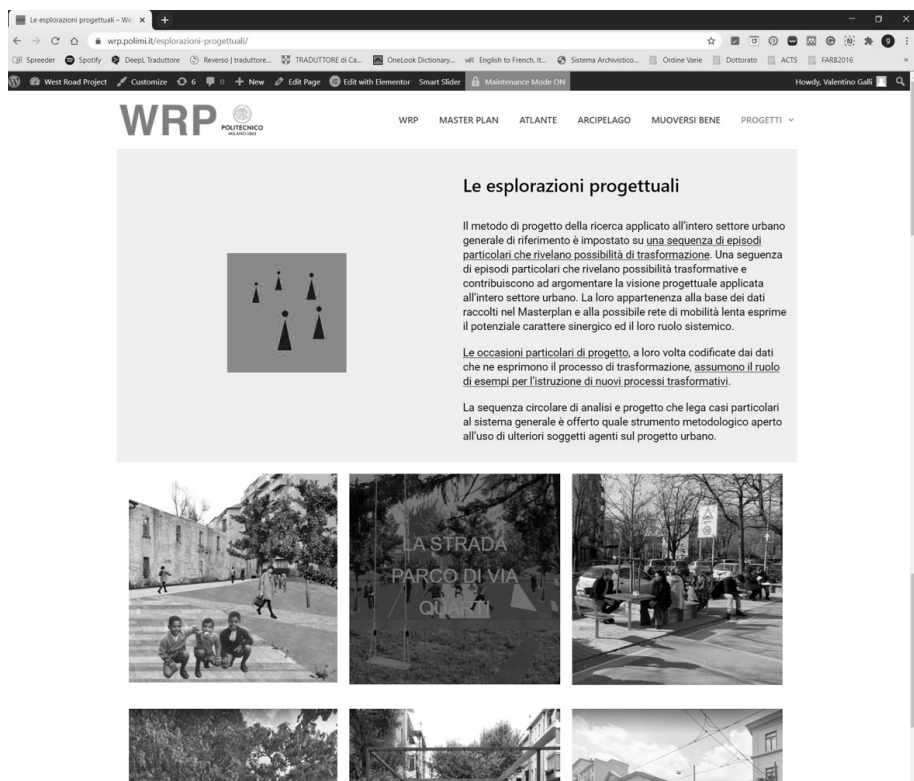 Le esplorazioni progettuali – We
wrp.polimi.it/esplorazioni-progettuali/
Spreeder Spotify DeepL Traduttore Reverso | traduttore... TRADUTTORE di Ca... OneLook Dictionary... English to French, It... Sistema Archivistico... Ordine Varie Dottorato ACTS FARB2016
West Road Project Customize 6 0 New Edit Page Edit with Elementor Smart Slider Maintenance Mode ON Howdy, Valentino Galli
WRP POLITECNICO WRP MASTER PLAN ATLANTE ARCIPELAGO MUOVERSI BENE PROGETTI
MILANO 1863
Le esplorazioni progettuali
Il metodo di progetto della ricerca applicato all'intero settore urbano
generale di riferimento è impostato su una sequenza di episodi
particolari che rivelano possibilità di trasformazione. Una seguenza
di episodi particolari che rivelano possibilità trasformative e
contribuiscono ad argomentare la visione progettuale applicata
all'intero settore urbano. La loro appartenenza alla base dei dati
raccolti nel Masterplan e alla possibile rete di mobilità lenta esprime
il potenziale carattere sinergico ed il loro ruolo sistemico.
Le occasioni particolari di progetto, a loro volta codificate dai dati
che ne esprimono il processo di trasformazione, assumono il ruolo
di esempi per l'istruzione di nuovi processi trasformativi.
La sequenza circolare di analisi e progetto che lega casi particolari
al sistema generale è offerto quale strumento metodologico aperto
all'uso di ulteriori soggetti agenti sul progetto urbano.
LA STRADA
PARCO DI VIA
QUARTI